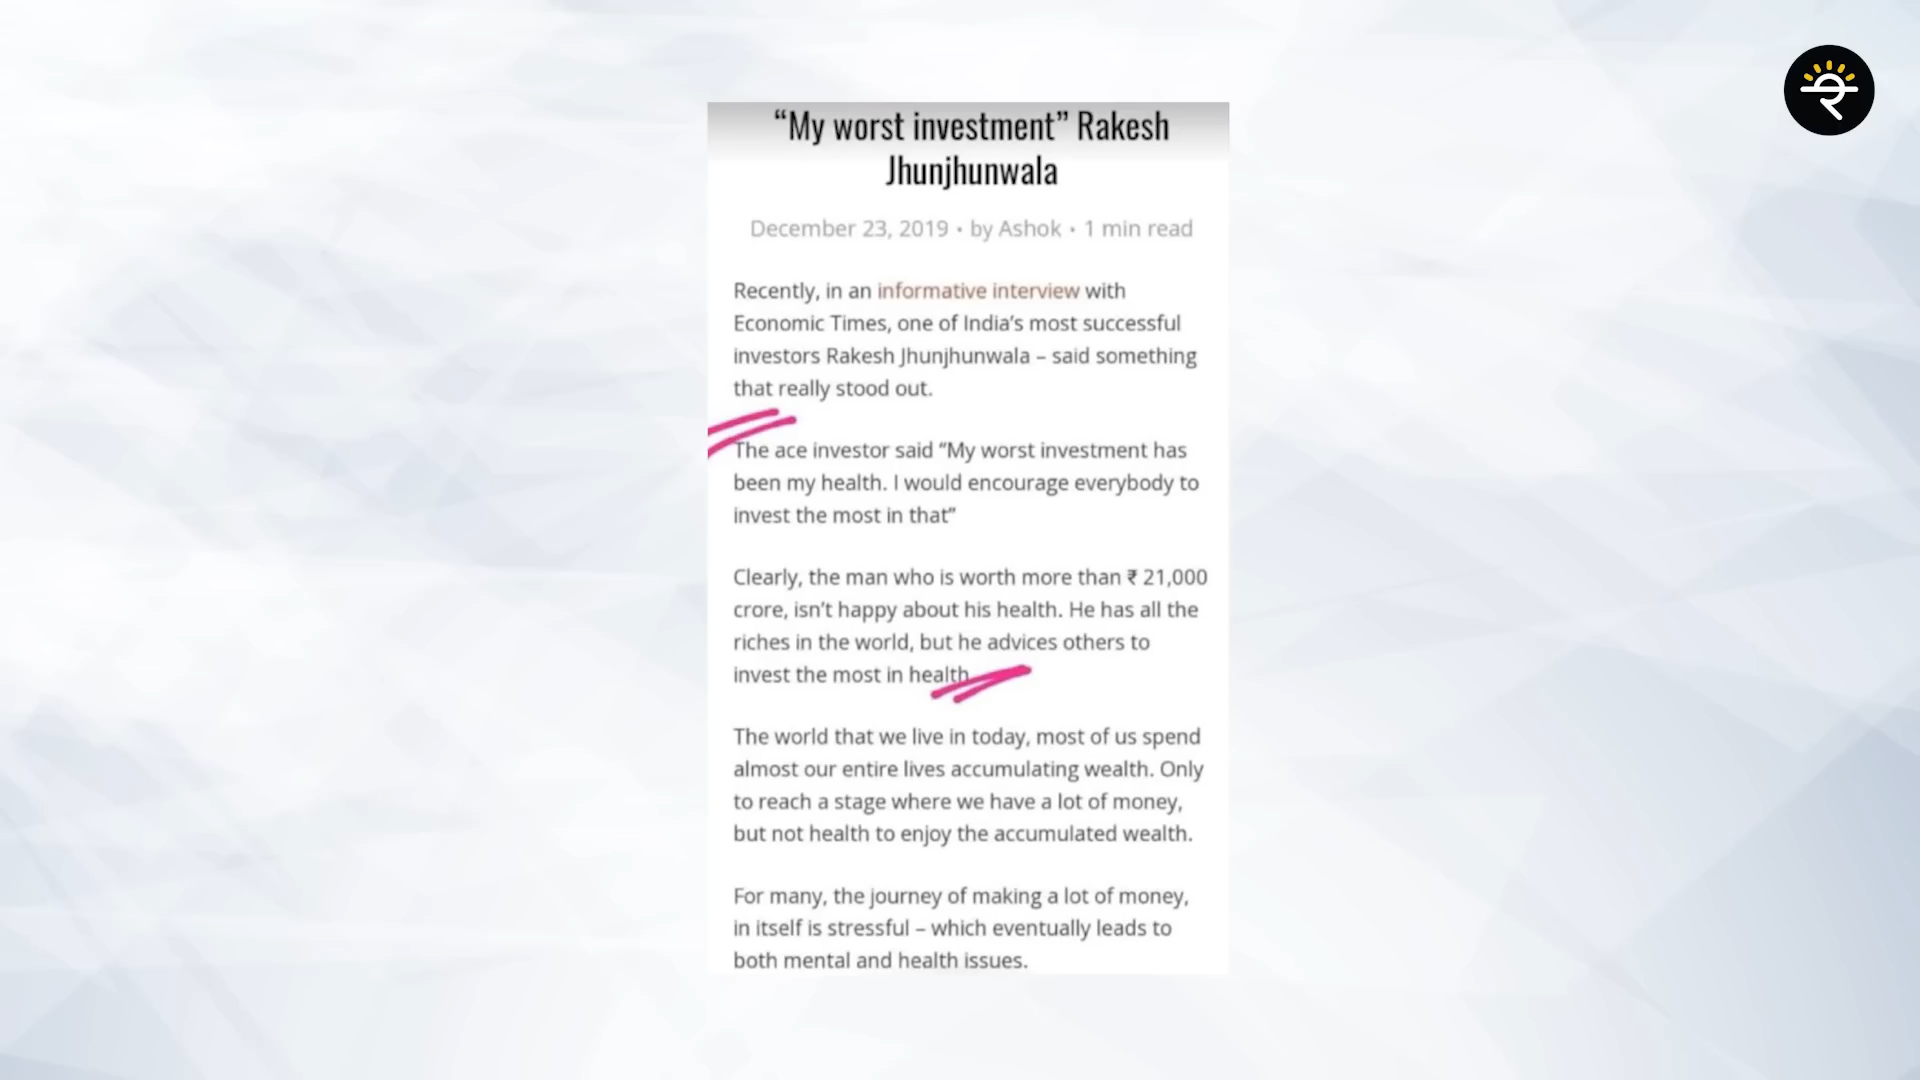 “My worst investment” Rakesh
Jhunjhunwala
December 23, 2019 • by Ashok • 1 min read
Recently, in an informative interview with
Economic Times, one of India’s most successful
investors Rakesh Jhunjhunwala – said something
that really stood out.
The ace investor said “My worst investment has
been my health. I would encourage everybody to
invest the most in that”
Clearly, the man who is worth more than ₹ 21,000
crore, isn’t happy about his health. He has all the
riches in the world, but he advices others to
invest the most in health
The world that we live in today, most of us spend
almost our entire lives accumulating wealth. Only
to reach a stage where we have a lot of money,
but not health to enjoy the accumulated wealth.
For many, the journey of making a lot of money,
in itself is stressful – which eventually leads to
both mental and health issues.